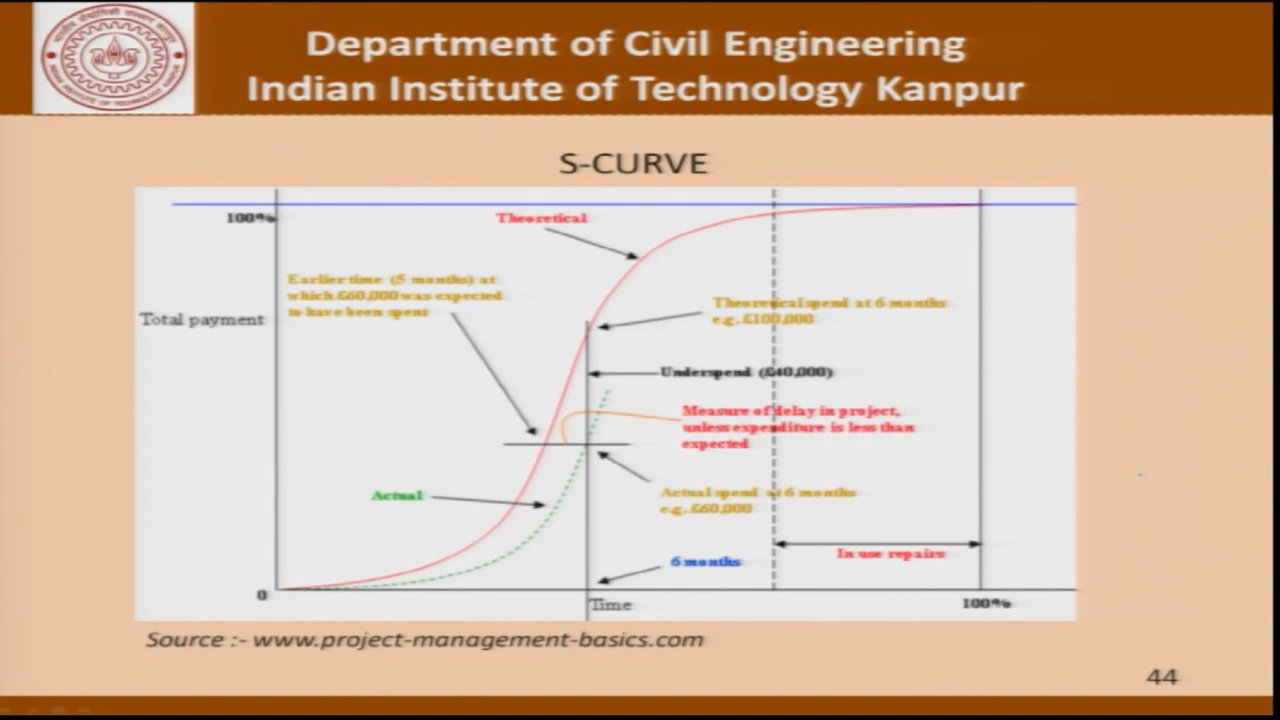 Department of Civil Engineering
Indian Institute of Technology Kanpur
S-CURVE
100%
Theoretical
Earlier time (5 months) at
which £60,000 was expected
to have been spent
Theoretical spend at 6 months
e.g. £100,000
Total payment
Underspend (£40,000)
Measure of delay in project,
unless expenditure is less than
expected
Actual
Actual spend at 6 months
e.g. £60,000
In use repairs
6 months
0
Time
100%
Source :- www.project-management-basics.com
44